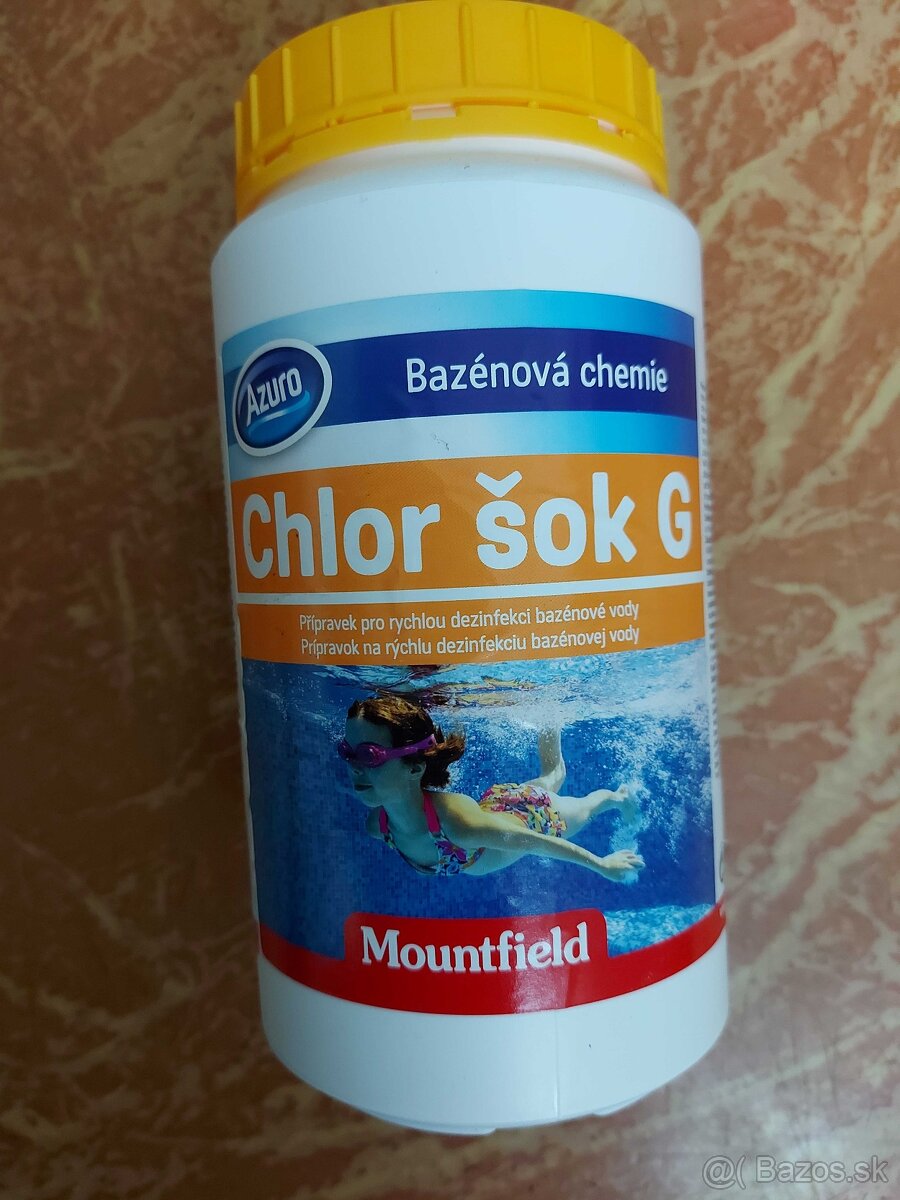 Azuro
Bazénová chemie
Chlor šok G
Přípravek pro rychlou dezinfekci bazénové vody
Prípravok na rýchlu dezinfekciu bazénovej vody
Mountfield
@( Bazos.sk